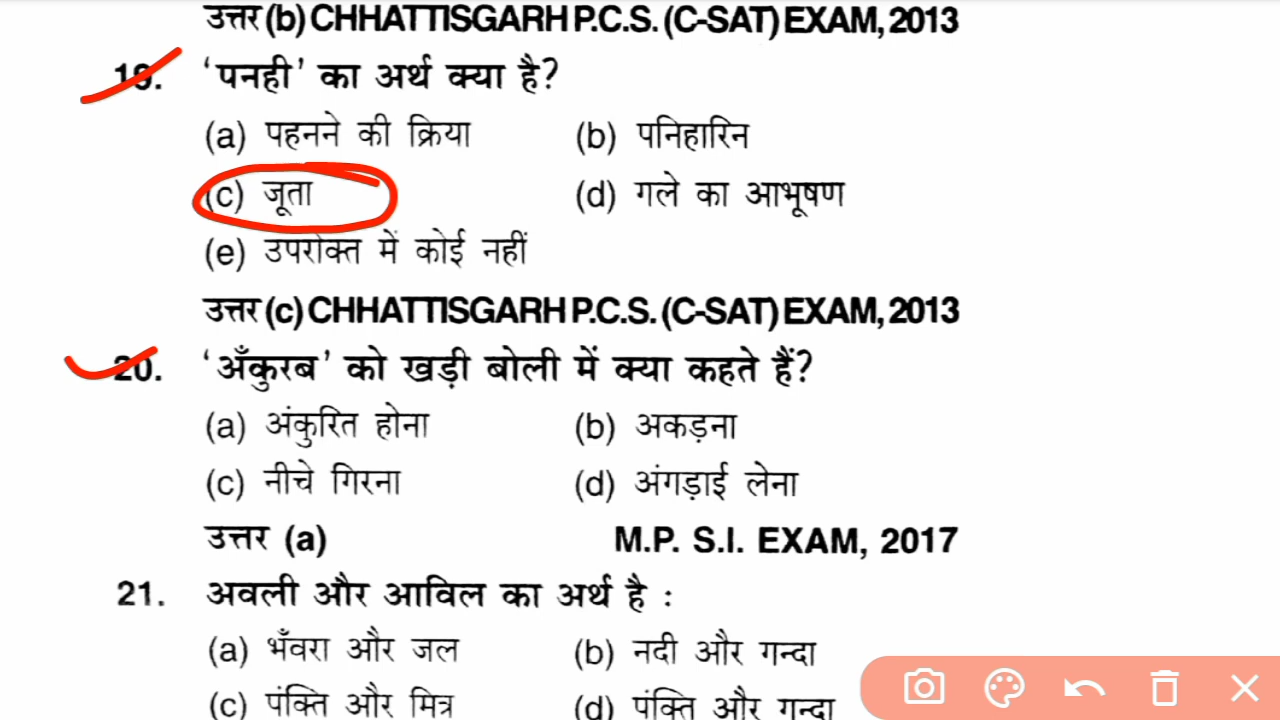 उत्तर (b) CHHATTISGARH P.C.S. (C-SAT) EXAM, 2013
19. 'पनही' का अर्थ क्या है?
(a) पहनने की क्रिया (b) पनिहारिन
(c) जूता (d) गले का आभूषण
(e) उपरोक्त में कोई नहीं
उत्तर (c) CHHATTISGARH P.C.S. (C-SAT) EXAM, 2013
20. 'अँकुरब' को खड़ी बोली में क्या कहते हैं?
(a) अंकुरित होना (b) अकड़ना
(c) नीचे गिरना (d) अंगड़ाई लेना
उत्तर (a) M.P. S.I. EXAM, 2017
21. अवली और आविल का अर्थ है :
(a) भँवरा और जल (b) नदी और गन्दा
(c) पंक्ति और मित्र (d) पंक्ति और गन्दा